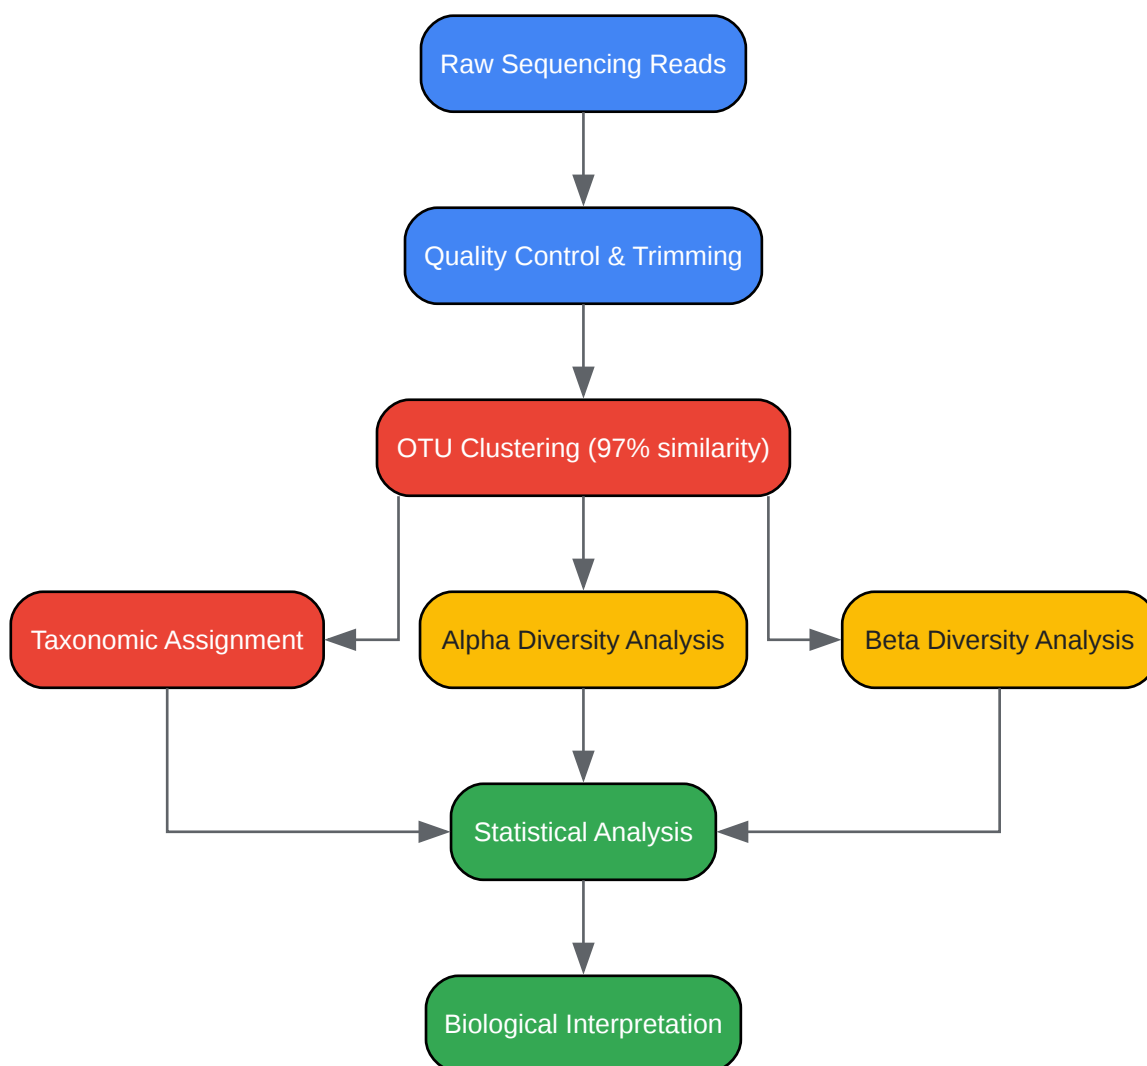 Raw Sequencing Reads
Quality Control & Trimming
OTU Clustering (97% similarity)
Taxonomic Assignment
Alpha Diversity Analysis
Beta Diversity Analysis
Statistical Analysis
Biological Interpretation